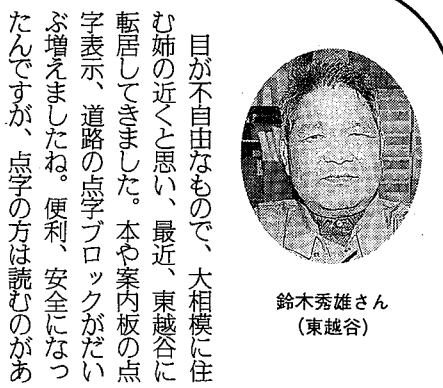 目が不自由なもので、大相模に住
む姉の近くと思い、最近、東越谷に
転居してきました。本や案内板の点
字表示、道路の点字ブロックがだい
ぶ増えましたね。便利、安全になっ
たんですが、点字の方は読むのがあ
鈴木秀雄さん
（東越谷）